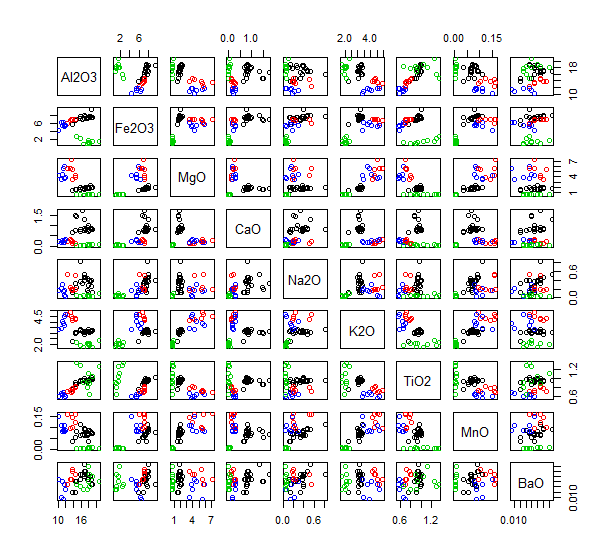 2 6
0.0 1.0
2.0 4.0
0.00 0.15
Al2O3
10 18
2 6
Fe2O3
MgO
1 4 7
0.0 1.5
CaO
Na2O
0.0 0.6
2.0 4.5
K2O
TiO2
0.6 1.2
0.00 0.15
MnO
BaO
0.010
10 16
1 4 7
0.0 0.6
0.6 1.2
0.010